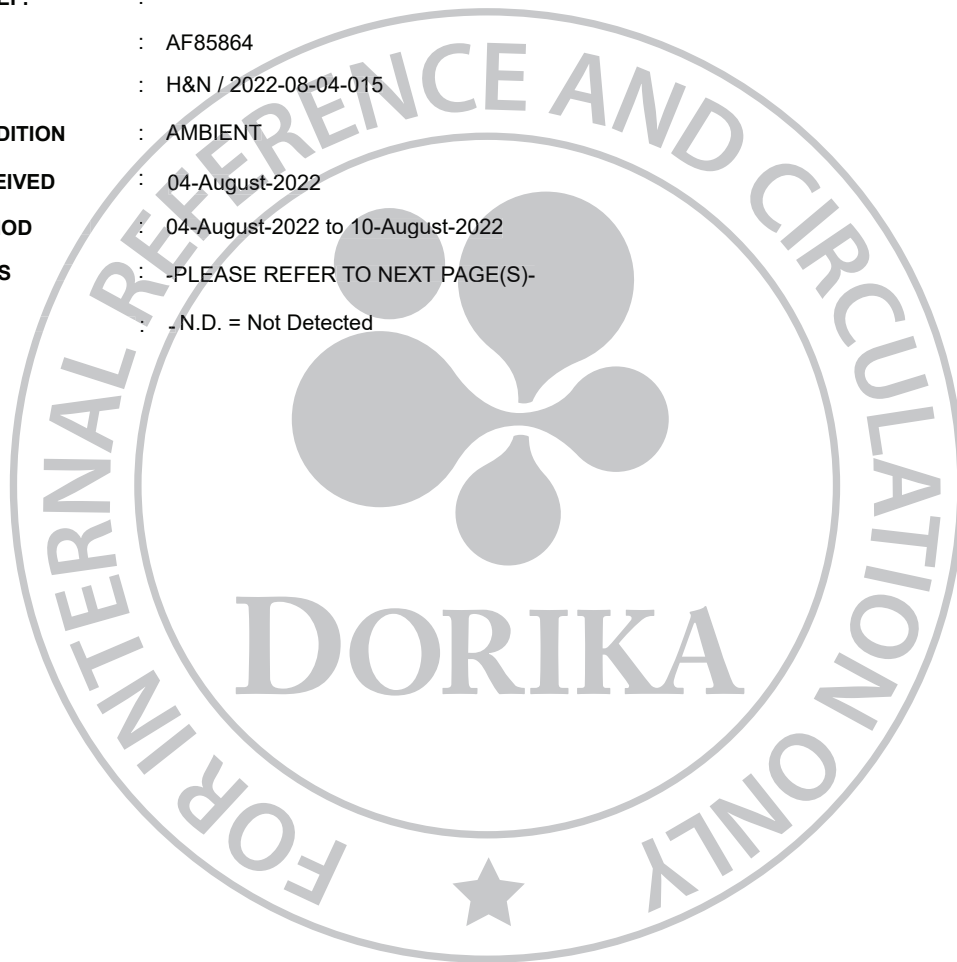 : AF85864
: H&N / 2022-08-04-015
DITION : AMBIENT
EIVED : 04-August-2022
OD : 04-August-2022 to 10-August-2022
S : -PLEASE REFER TO NEXT PAGE(S)-
: - N.D. = Not Detected
FOR INTERNAL REFERENCE AND CIRCULATION ONLY
DORIKA